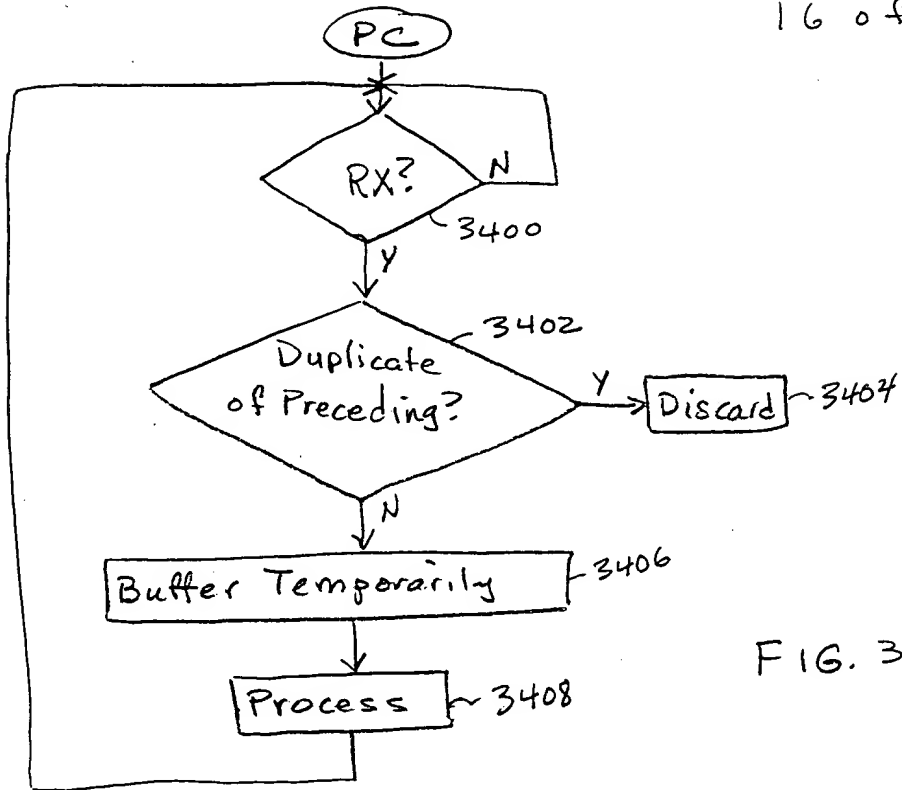 16 of
PC
RX?
N
3400
Y
3402
Duplicate
of Preceding?
Y
Discard
3404
N
Buffer Temporarily
3406
Process
3408
FIG. 3